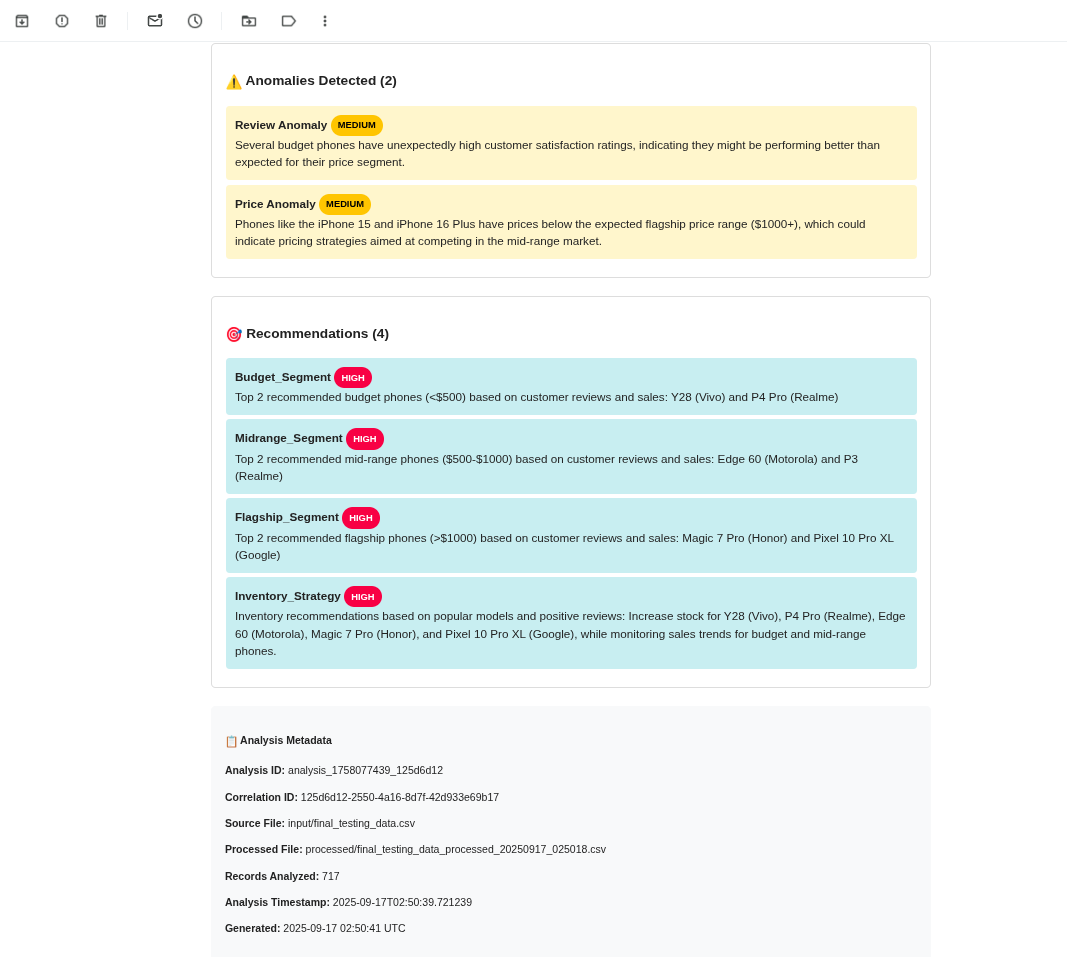 ⚠️ Anomalies Detected (2)
Review Anomaly MEDIUM
Several budget phones have unexpectedly high customer satisfaction ratings, indicating they might be performing better than
expected for their price segment.
Price Anomaly MEDIUM
Phones like the iPhone 15 and iPhone 16 Plus have prices below the expected flagship price range ($1000+), which could
indicate pricing strategies aimed at competing in the mid-range market.
🎯 Recommendations (4)
Budget_Segment HIGH
Top 2 recommended budget phones (<$500) based on customer reviews and sales: Y28 (Vivo) and P4 Pro (Realme)
Midrange_Segment HIGH
Top 2 recommended mid-range phones ($500-$1000) based on customer reviews and sales: Edge 60 (Motorola) and P3
(Realme)
Flagship_Segment HIGH
Top 2 recommended flagship phones (>$1000) based on customer reviews and sales: Magic 7 Pro (Honor) and Pixel 10 Pro XL
(Google)
Inventory_Strategy HIGH
Inventory recommendations based on popular models and positive reviews: Increase stock for Y28 (Vivo), P4 Pro (Realme), Edge
60 (Motorola), Magic 7 Pro (Honor), and Pixel 10 Pro XL (Google), while monitoring sales trends for budget and mid-range
phones.
📋 Analysis Metadata
Analysis ID: analysis_1758077439_125d6d12
Correlation ID: 125d6d12-2550-4a16-8d7f-42d933e69b17
Source File: input/final_testing_data.csv
Processed File: processed/final_testing_data_processed_20250917_025018.csv
Records Analyzed: 717
Analysis Timestamp: 2025-09-17T02:50:39.721239
Generated: 2025-09-17 02:50:41 UTC